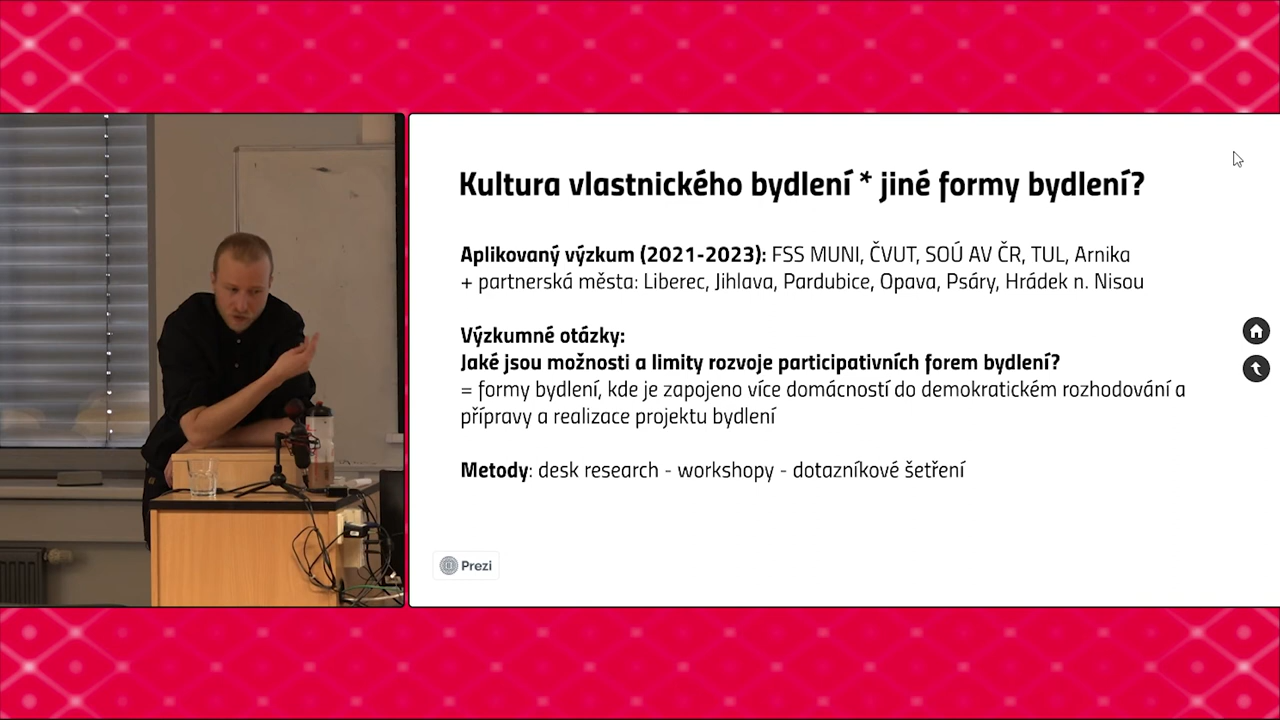 Kultura vlastnického bydlení * jiné formy bydlení?
Aplikovaný výzkum (2021-2023): FSS MUNI, ČVUT, SOÚ AV ČR, TUL, Arnika
+ partnerská města: Liberec, Jihlava, Pardubice, Opava, Psáry, Hrádek n. Nisou
Výzkumné otázky:
Jaké jsou možnosti a limity rozvoje participativních forem bydlení?
= formy bydlení, kde je zapojeno více domácností do demokratickém rozhodování a
přípravy a realizace projektu bydlení
Metody: desk research - workshopy - dotazníkové šetření
Prezi